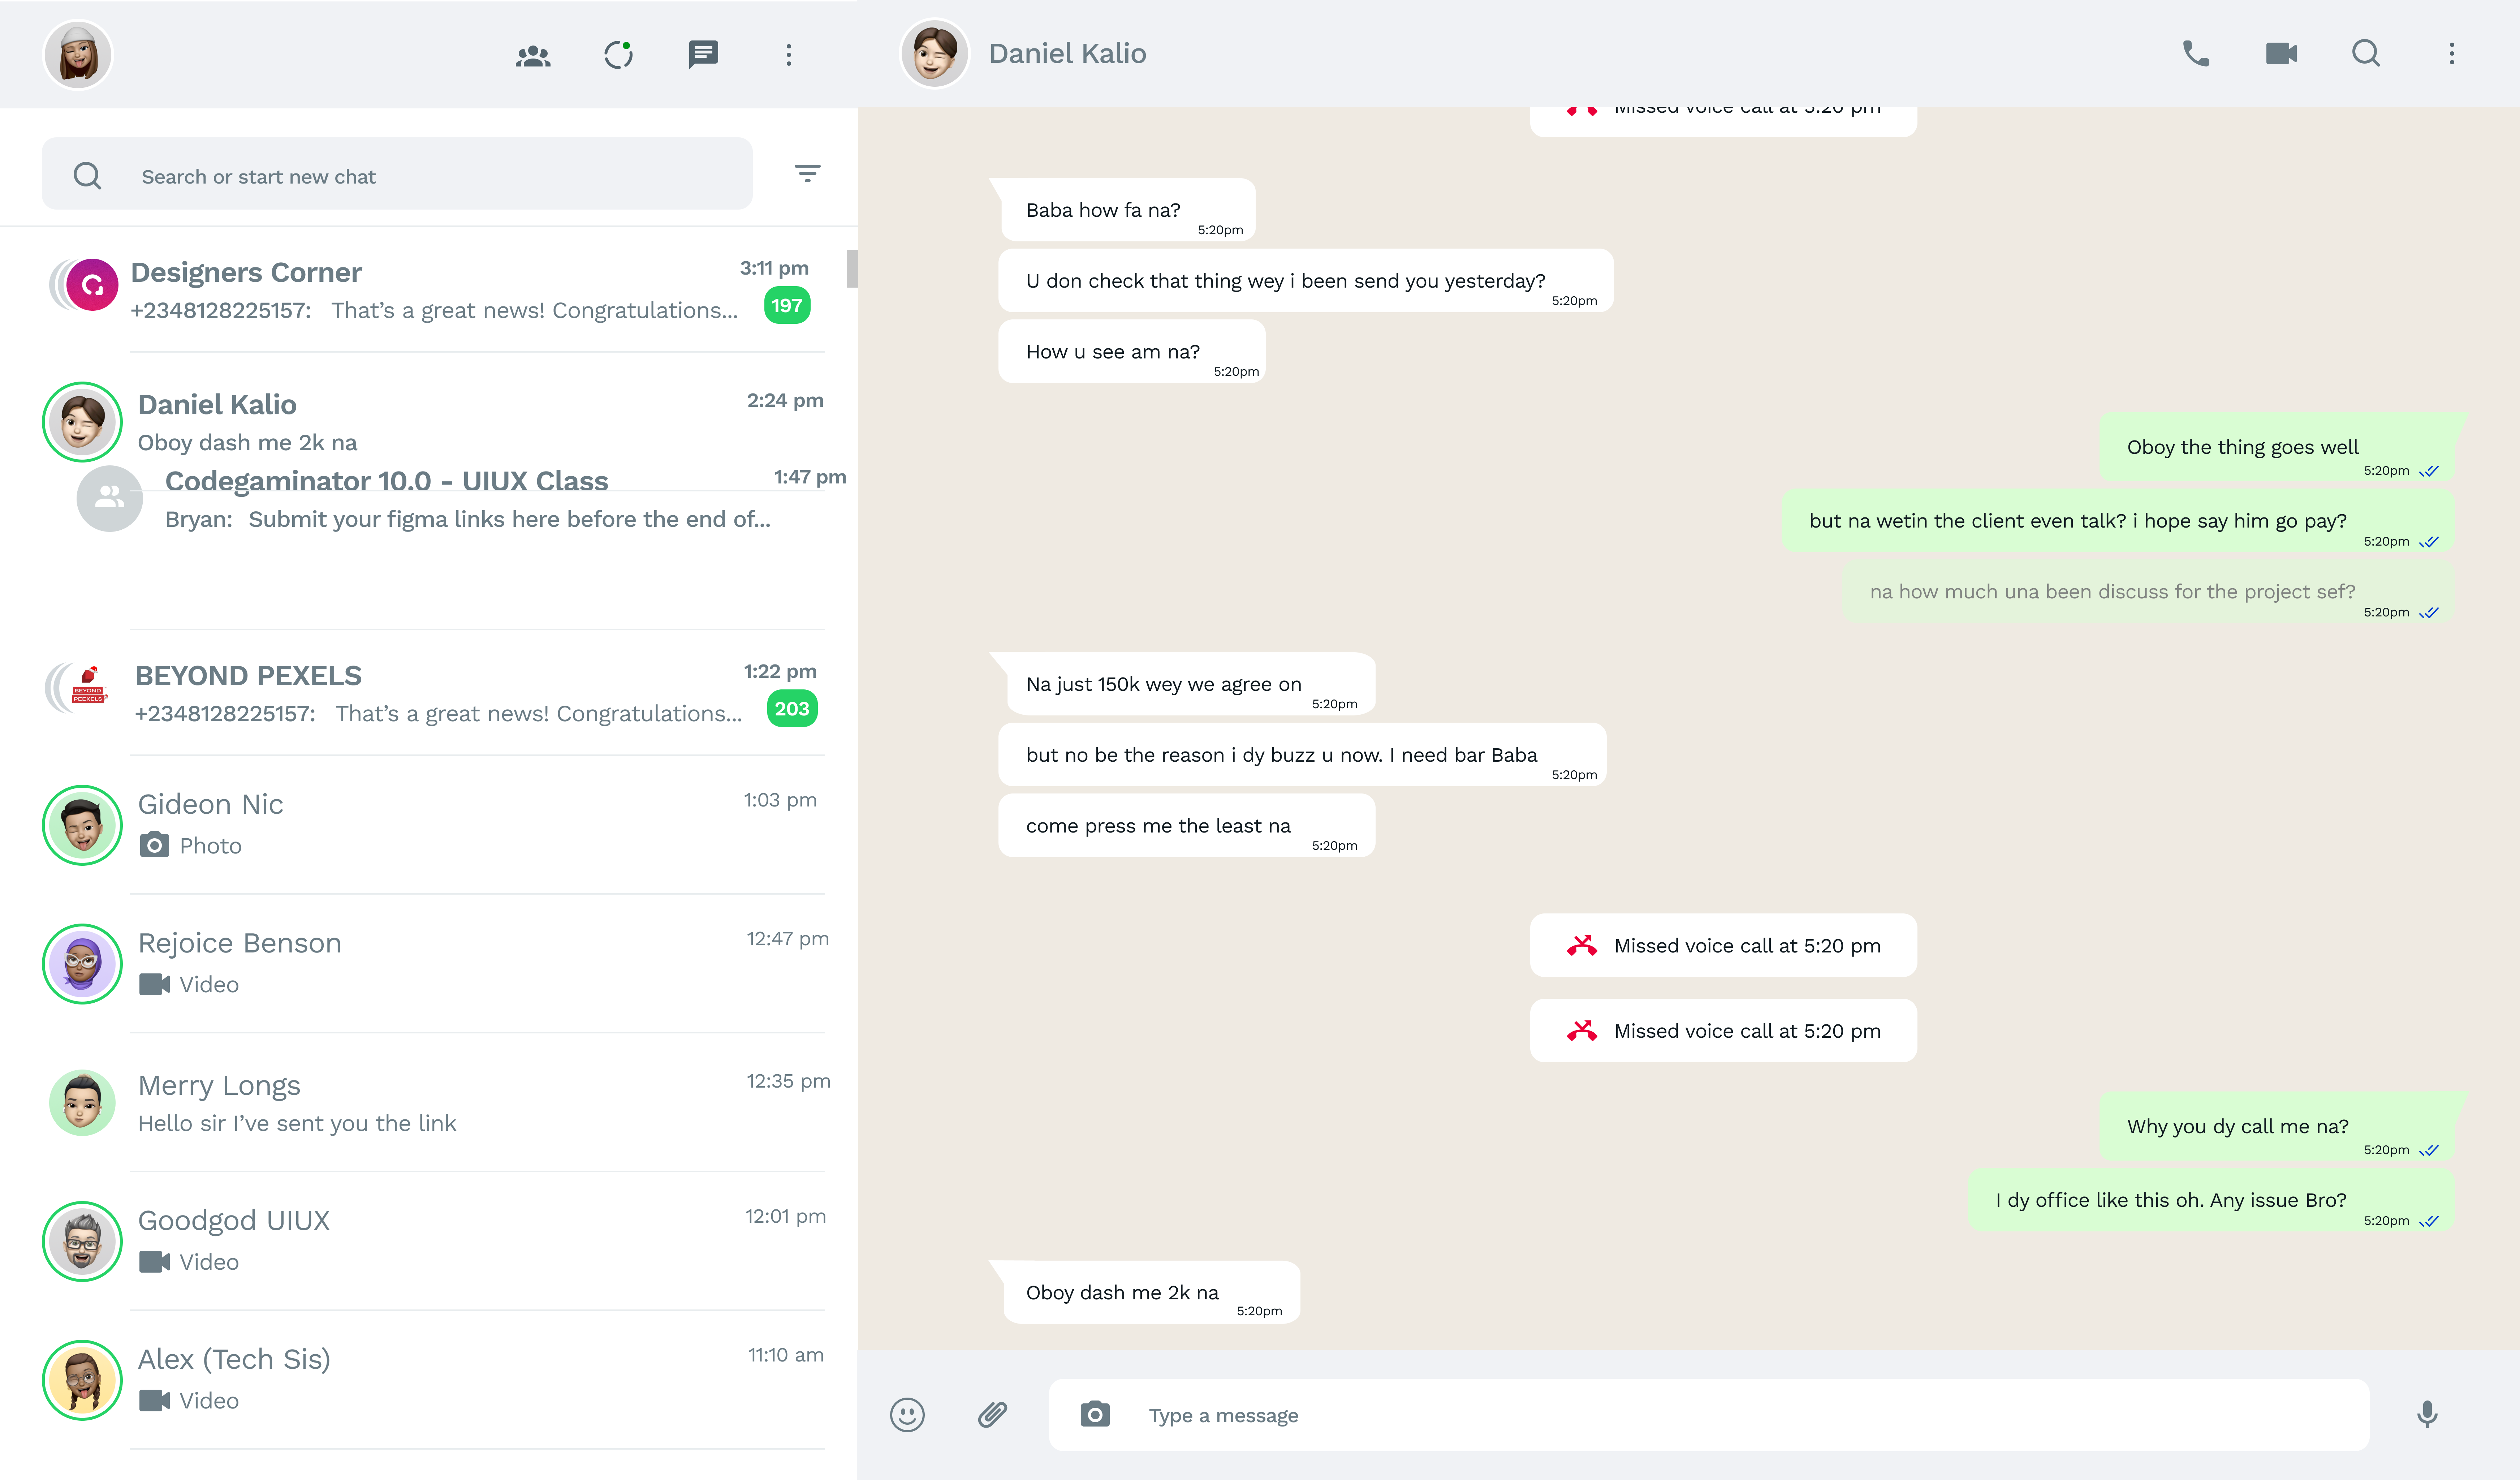 Search or start new chat
Designers Corner
3:11 pm
+2348128225157: That’s a great news! Congratulations...
197
Daniel Kalio
2:24 pm
Oboy dash me 2k na
Codegaminator 10.0 - UIUX Class
1:47 pm
Bryan: Submit your figma links here before the end of...
BEYOND PEXELS
1:22 pm
BEYOND
PEEXELS
+2348128225157: That’s a great news! Congratulations...
203
Gideon Nic
1:03 pm
Photo
Rejoice Benson
12:47 pm
Video
Merry Longs
12:35 pm
Hello sir I’ve sent you the link
Goodgod UIUX
12:01 pm
Video
Alex (Tech Sis)
11:10 am
Video
Daniel Kalio
Missed voice call at 5:20 pm
Baba how fa na?
5:20pm
U don check that thing wey i been send you yesterday?
5:20pm
How u see am na?
5:20pm
Oboy the thing goes well
5:20pm
but na wetin the client even talk? i hope say him go pay?
5:20pm
na how much una been discuss for the project sef?
5:20pm
Na just 150k wey we agree on
5:20pm
but no be the reason i dy buzz u now. I need bar Baba
5:20pm
come press me the least na
5:20pm
Missed voice call at 5:20 pm
Missed voice call at 5:20 pm
Why you dy call me na?
5:20pm
I dy office like this oh. Any issue Bro?
5:20pm
Oboy dash me 2k na
5:20pm
Type a message